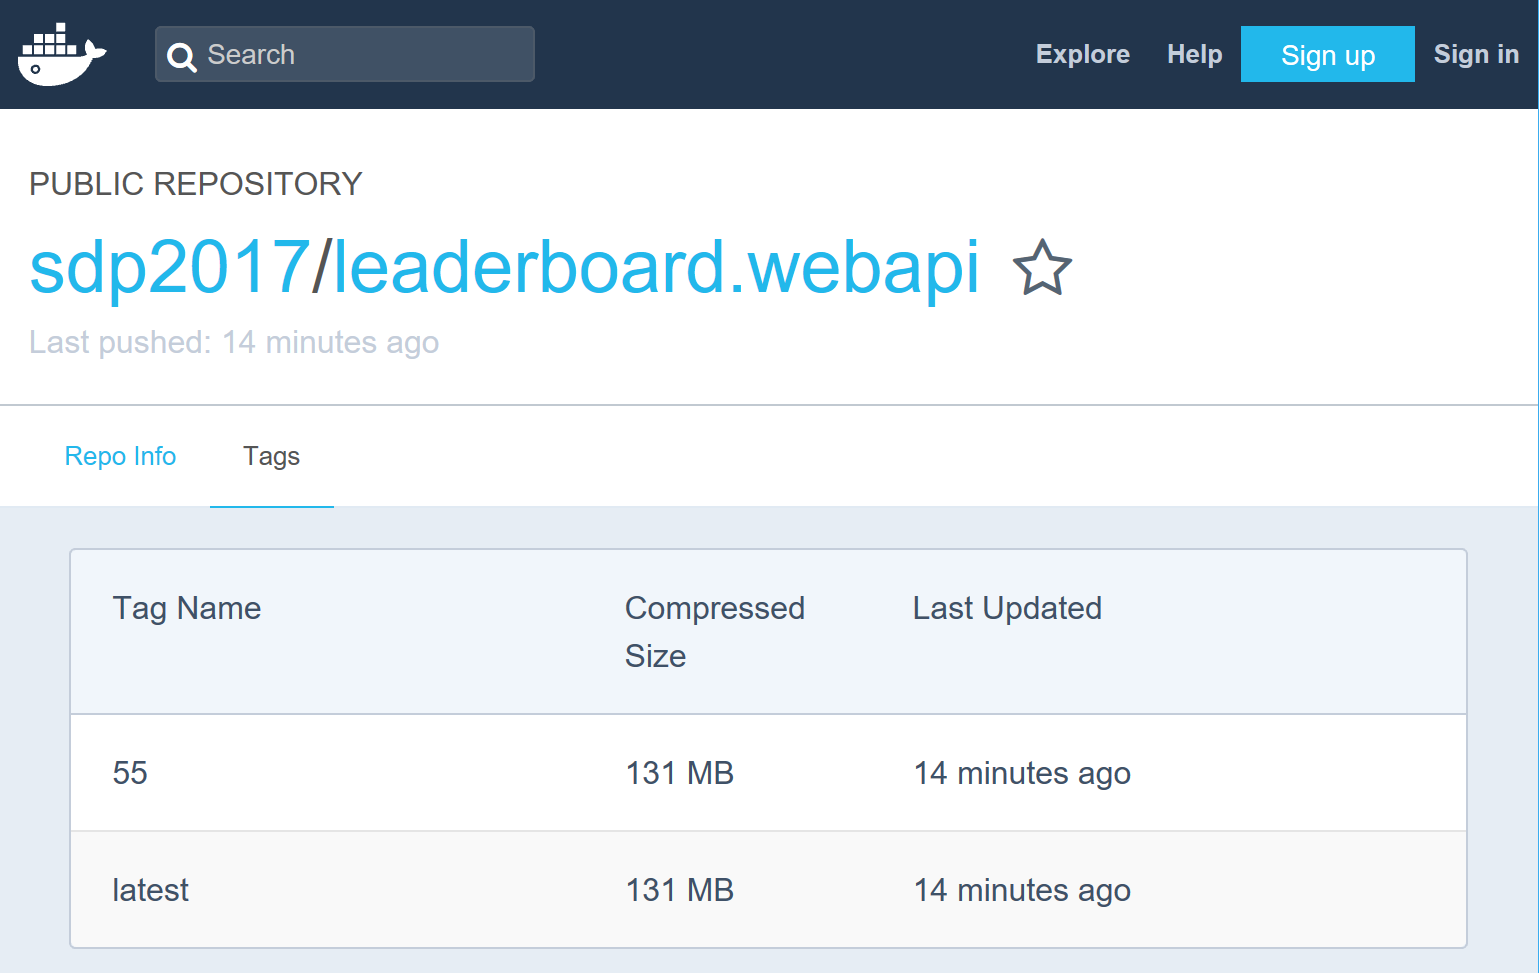 Search
Explore Help Sign up Sign in
PUBLIC REPOSITORY
sdp2017/leaderboard.webapi
Last pushed: 14 minutes ago
Repo Info Tags
Tag Name Compressed Size Last Updated
55 131 MB 14 minutes ago
latest 131 MB 14 minutes ago